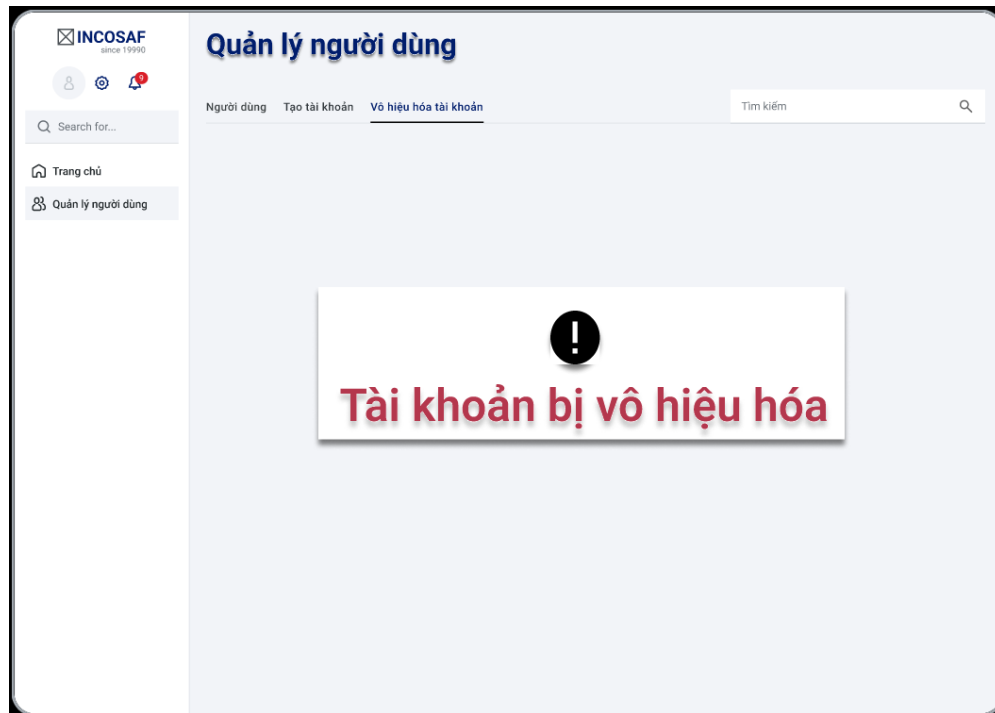 INCOSAF
since 19990
9
Search for...
Trang chủ
Quản lý người dùng
Quản lý người dùng
Người dùng Tạo tài khoản Vô hiệu hóa tài khoản
Tìm kiếm
Tài khoản bị vô hiệu hóa